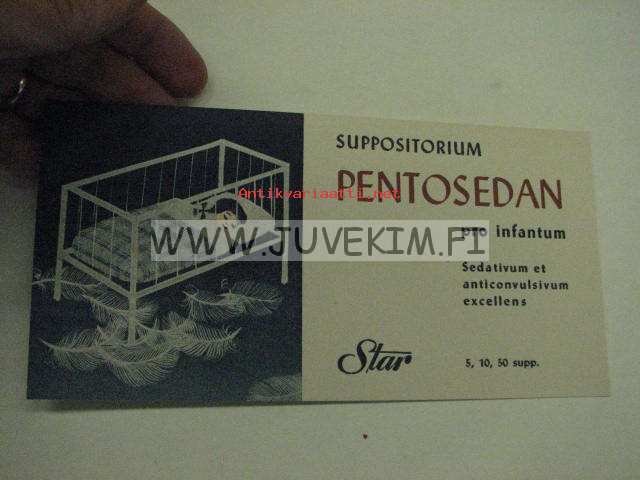 SUPPOSITORIUM
Antikvariaatti.net
PENTOSEDAN
pro infantum
WWW.JUVEKIM.FI
Sedativum et
anticonvulsivum
excellens
Star
5, 10, 50 supp.